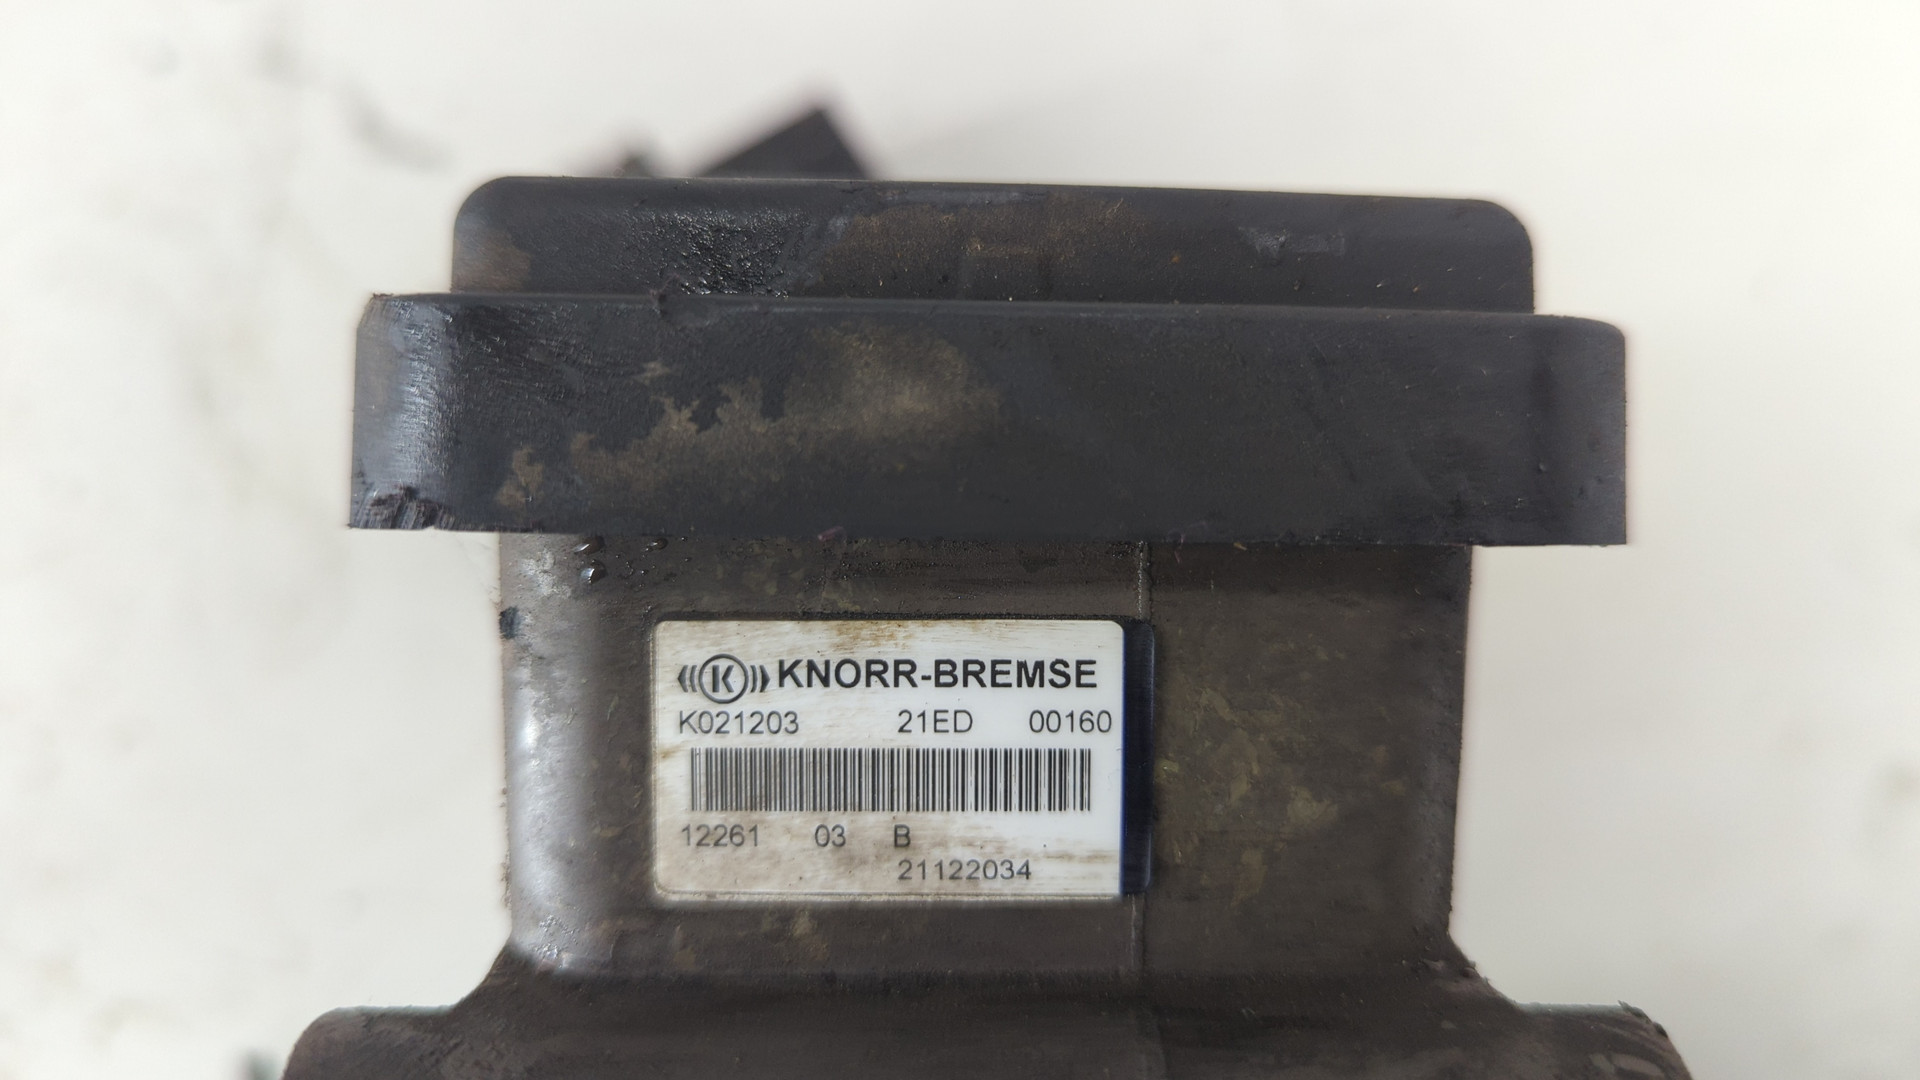 KNORR-BREMSE
K021203 21ED 00160
12261 03 B
21122034